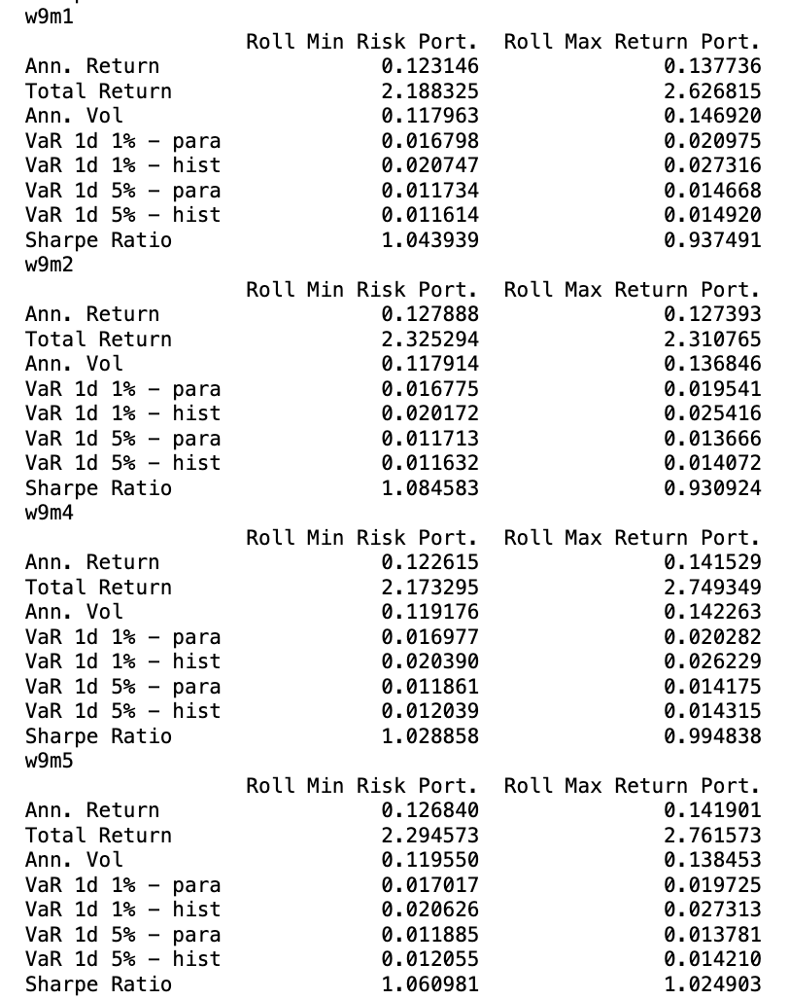 w9m1
Roll Min Risk Port. Roll Max Return Port.
Ann. Return 0.123146 0.137736
Total Return 2.188325 2.626815
Ann. Vol 0.117963 0.146920
VaR 1d 1% – para 0.016798 0.020975
VaR 1d 1% – hist 0.020747 0.027316
VaR 1d 5% – para 0.011734 0.014668
VaR 1d 5% – hist 0.011614 0.014920
Sharpe Ratio 1.043939 0.937491
w9m2
Roll Min Risk Port. Roll Max Return Port.
Ann. Return 0.127888 0.127393
Total Return 2.325294 2.310765
Ann. Vol 0.117914 0.136846
VaR 1d 1% – para 0.016775 0.019541
VaR 1d 1% – hist 0.020172 0.025416
VaR 1d 5% – para 0.011713 0.013666
VaR 1d 5% – hist 0.011632 0.014072
Sharpe Ratio 1.084583 0.930924
w9m4
Roll Min Risk Port. Roll Max Return Port.
Ann. Return 0.122615 0.141529
Total Return 2.173295 2.749349
Ann. Vol 0.119176 0.142263
VaR 1d 1% – para 0.016977 0.020282
VaR 1d 1% – hist 0.020390 0.026229
VaR 1d 5% – para 0.011861 0.014175
VaR 1d 5% – hist 0.012039 0.014315
Sharpe Ratio 1.028858 0.994838
w9m5
Roll Min Risk Port. Roll Max Return Port.
Ann. Return 0.126840 0.141901
Total Return 2.294573 2.761573
Ann. Vol 0.119550 0.138453
VaR 1d 1% – para 0.017017 0.019725
VaR 1d 1% – hist 0.020626 0.027313
VaR 1d 5% – para 0.011885 0.013781
VaR 1d 5% – hist 0.012055 0.014210
Sharpe Ratio 1.060981 1.024903